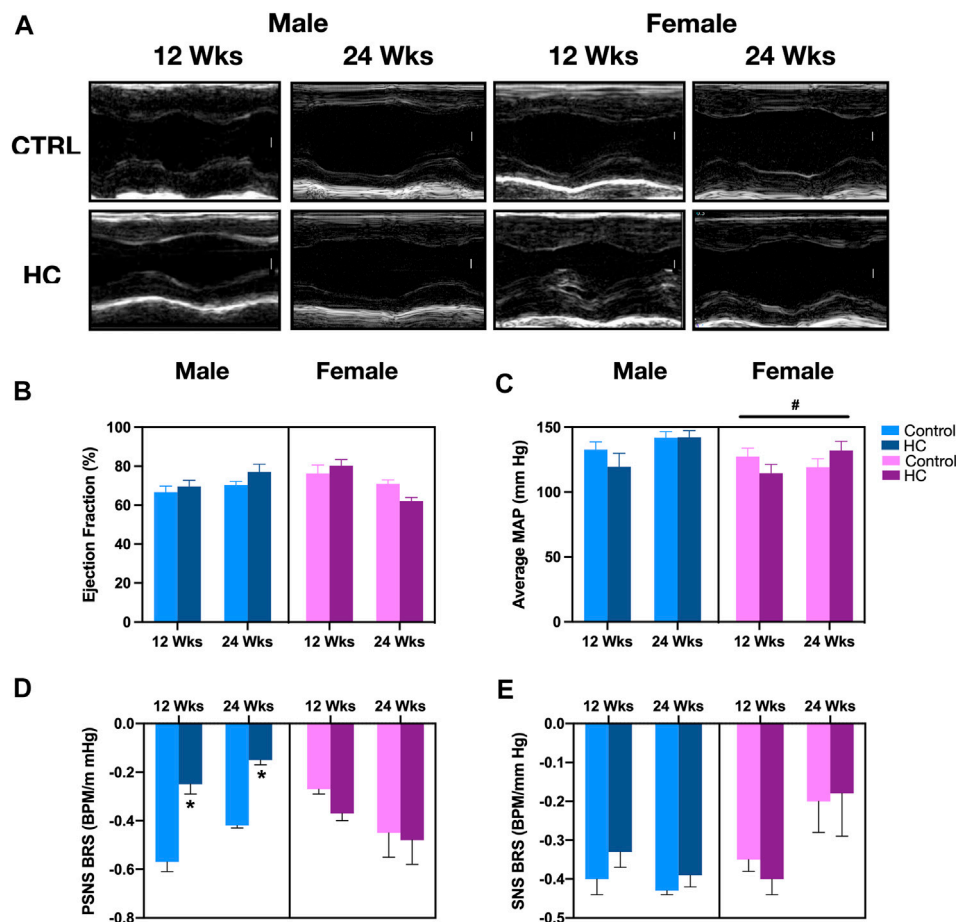 A
Male
Female
12 Wks
24 Wks
12 Wks
24 Wks
CTRL
HC
B
Male
Female
Ejection Fraction (%)
100
80
60
40
20
0
12 Wks
24 Wks
12 Wks
24 Wks
C
Male
Female
#
Average MAP (mm Hg)
150
100
50
0
12 Wks
24 Wks
12 Wks
24 Wks
Control
HC
Control
HC
D
12 Wks
24 Wks
12 Wks
24 Wks
PSNS BRS (BPM/m mHg)
0.0
-0.2
-0.4
-0.6
-0.8
*
*
E
12 Wks
24 Wks
12 Wks
24 Wks
SNS BRS (BPM/mm Hg)
0.0
-0.1
-0.2
-0.3
-0.4
-0.5